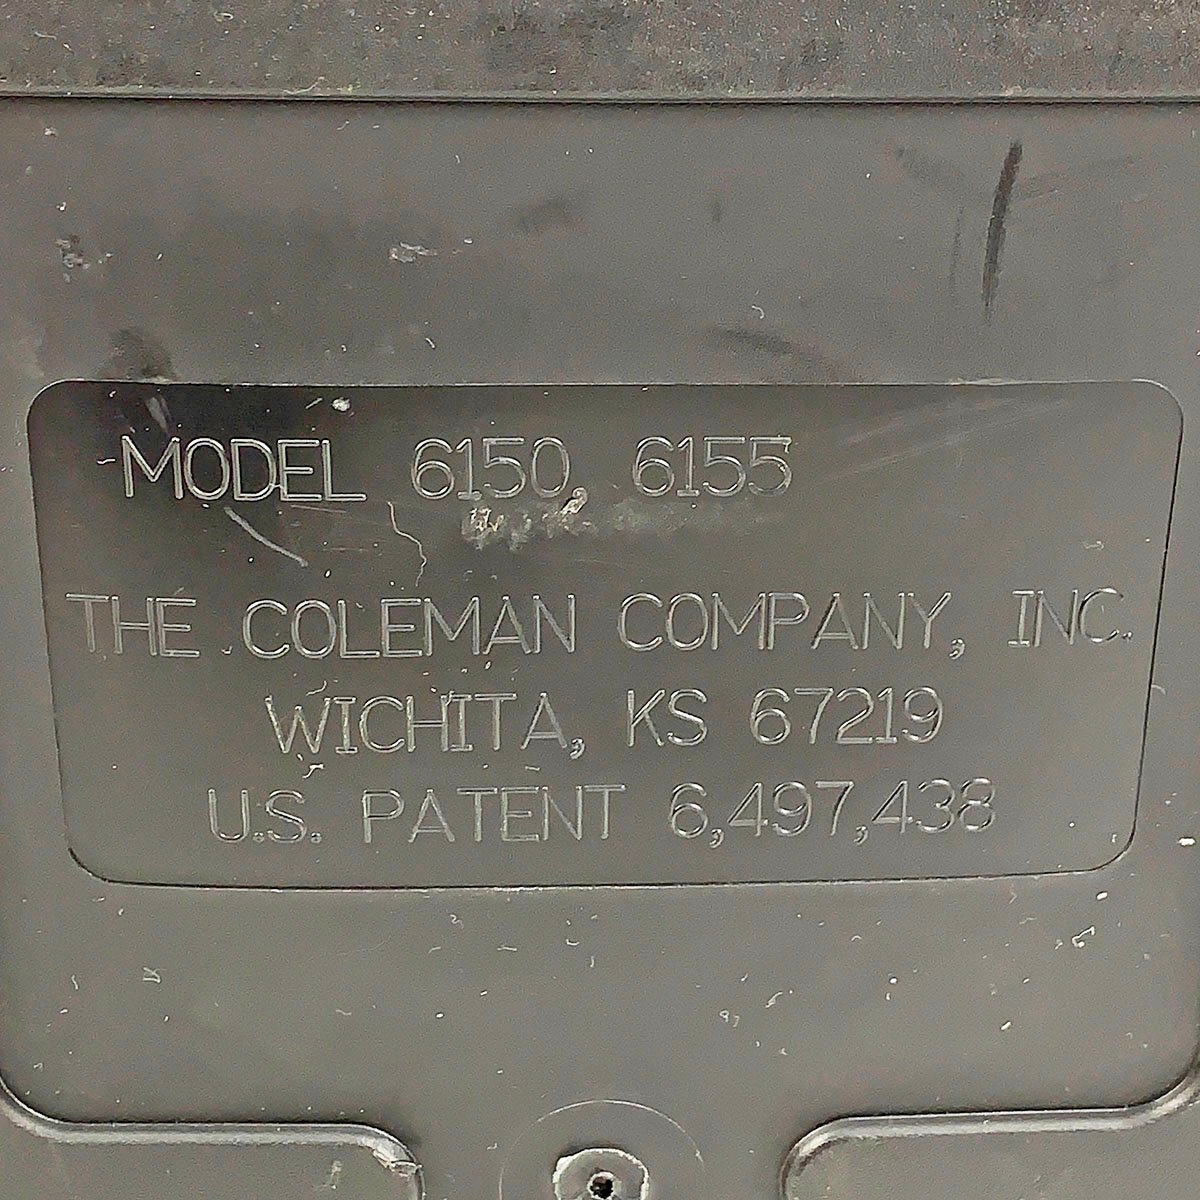 MODEL 6150, 6155
THE COLEMAN COMPANY, INC.
WICHITA, KS 67219
U.S. PATENT 6,497,438